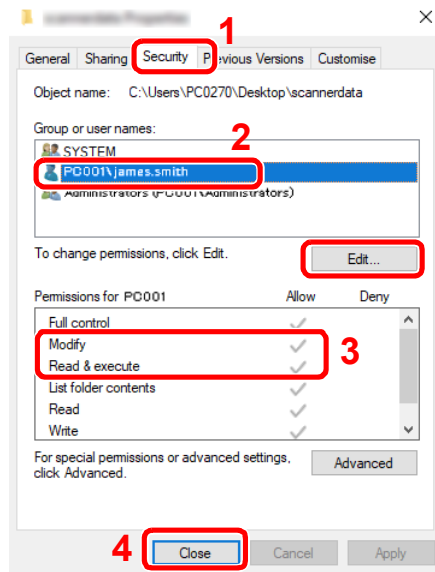 1
General Sharing Security Previous Versions Customise
Object name: C:\Users\PC0270\Desktop\scannerdata
Group or user names:
2
SYSTEM
PC001\james.smith
Administrators (PC001\Administrators)
To change permissions, click Edit.
Edit...
Permissions for PC001 Allow Deny
Full control
Modify
3
Read & execute
List folder contents
Read
Write
For special permissions or advanced settings,
click Advanced.
Advanced
4
Close Cancel Apply